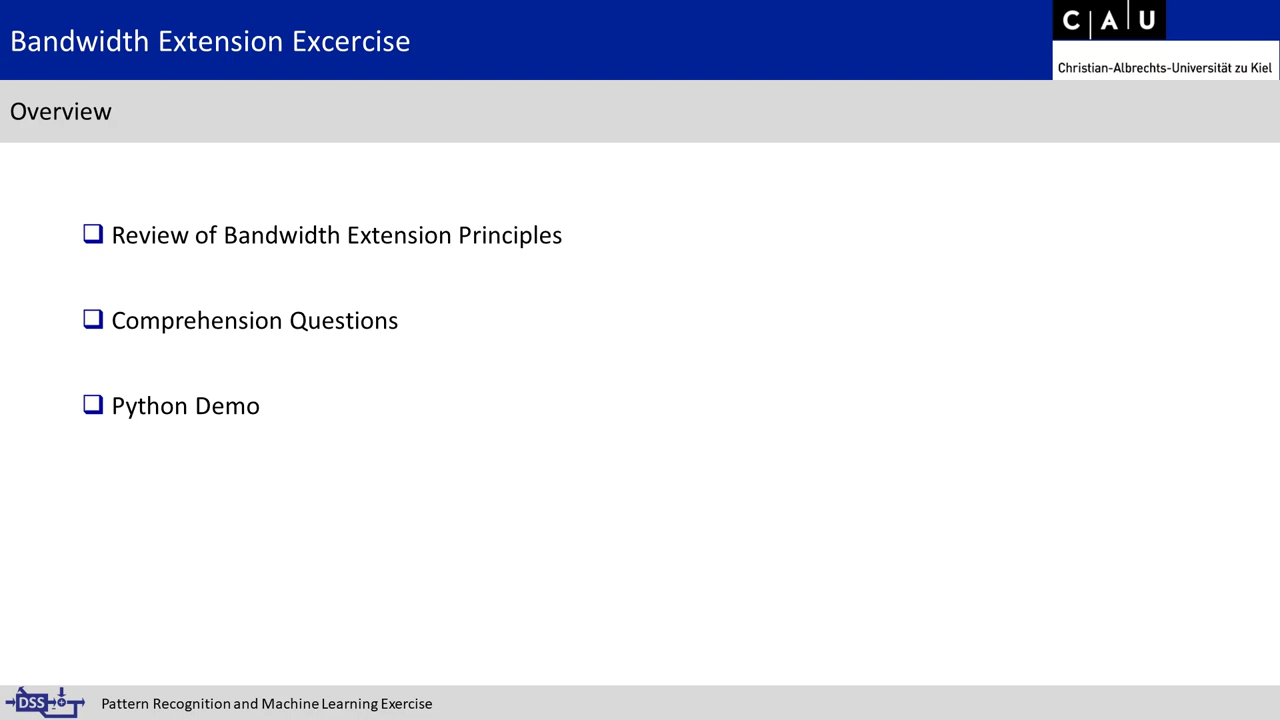 Bandwidth Extension Excercise
C A U
Christian-Albrechts-Universität zu Kiel
Overview
Review of Bandwidth Extension Principles
Comprehension Questions
Python Demo
DSS
Pattern Recognition and Machine Learning Exercise